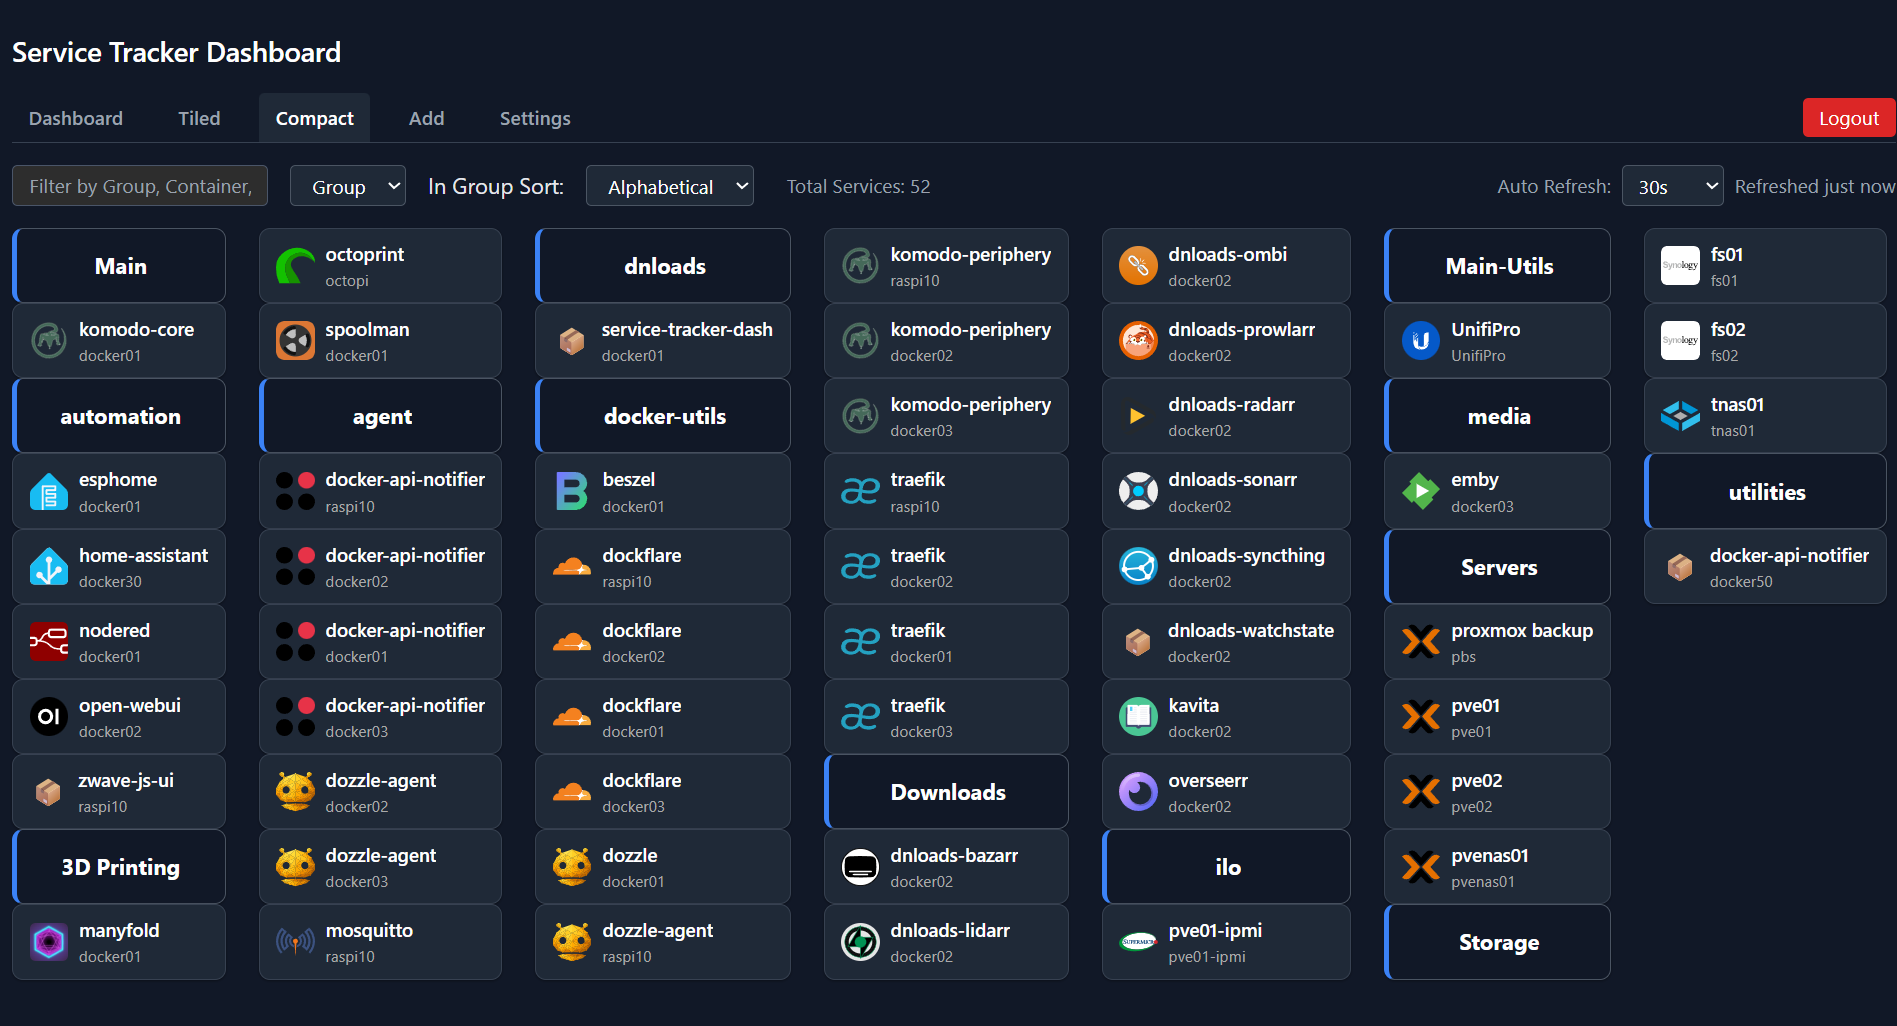 Service Tracker Dashboard
Dashboard
Tiled
Compact
Add
Settings
Logout
Filter by Group, Container,
Group
In Group Sort:
Alphabetical
Total Services: 52
Auto Refresh:
30s
Refreshed just now
Main
komodo-core
docker01
automation
esphome
docker01
home-assistant
docker30
nodered
docker01
open-webui
docker02
zwave-js-ui
raspi10
3D Printing
manyfold
docker01
octoprint
octopi
spoolman
docker01
agent
docker-api-notifier
raspi10
docker-api-notifier
docker02
docker-api-notifier
docker01
docker-api-notifier
docker03
dozzle-agent
docker02
dozzle-agent
docker03
mosquitto
raspi10
dnloads
service-tracker-dash
docker01
docker-utils
beszel
docker01
dockflare
raspi10
dockflare
docker02
dockflare
docker01
dockflare
docker03
dozzle
docker01
dozzle-agent
raspi10
komodo-periphery
raspi10
komodo-periphery
docker02
komodo-periphery
docker03
traefik
raspi10
traefik
docker02
traefik
docker01
traefik
docker03
Downloads
dnloads-bazarr
docker02
dnloads-lidarr
docker02
dnloads-ombi
docker02
dnloads-prowlarr
docker02
dnloads-radarr
docker02
dnloads-sonarr
docker02
dnloads-syncthing
docker02
dnloads-watchstate
docker02
kavita
docker02
overseerr
docker02
ilo
SUPERMICR
pve01-ipmi
pve01-ipmi
Main-Utils
UnifiPro
UnifiPro
media
emby
docker03
Servers
proxmox backup
pbs
pve01
pve01
pve02
pve02
pvenas01
pvenas01
Storage
Synology
fs01
fs01
Synology
fs02
fs02
tnas01
tnas01
utilities
docker-api-notifier
docker50